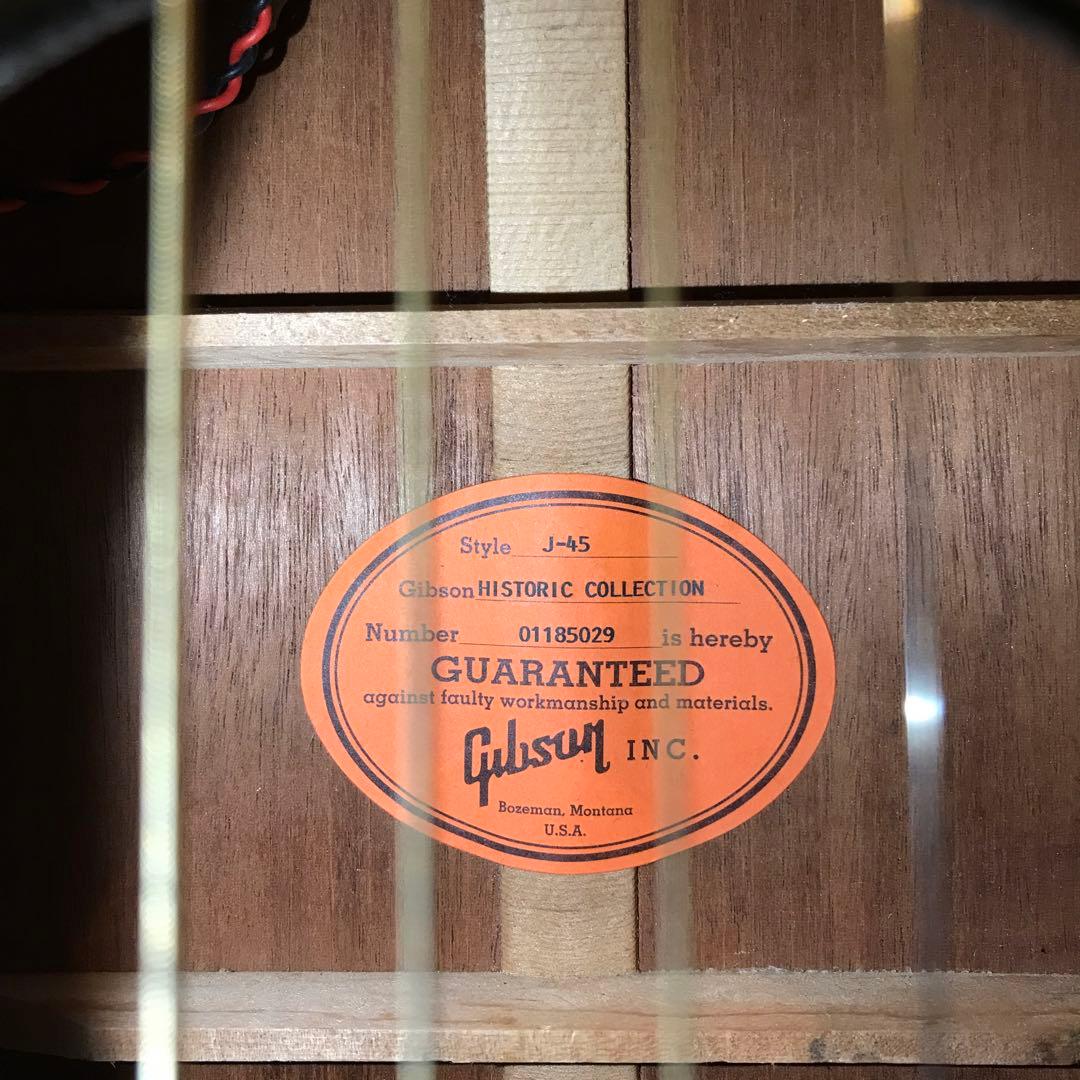 Style J-45
Gibson HISTORIC COLLECTION
Number 01185029 is hereby
GUARANTEED
against faulty workmanship and materials.
Gibson INC.
Bozeman, Montana
U.S.A.